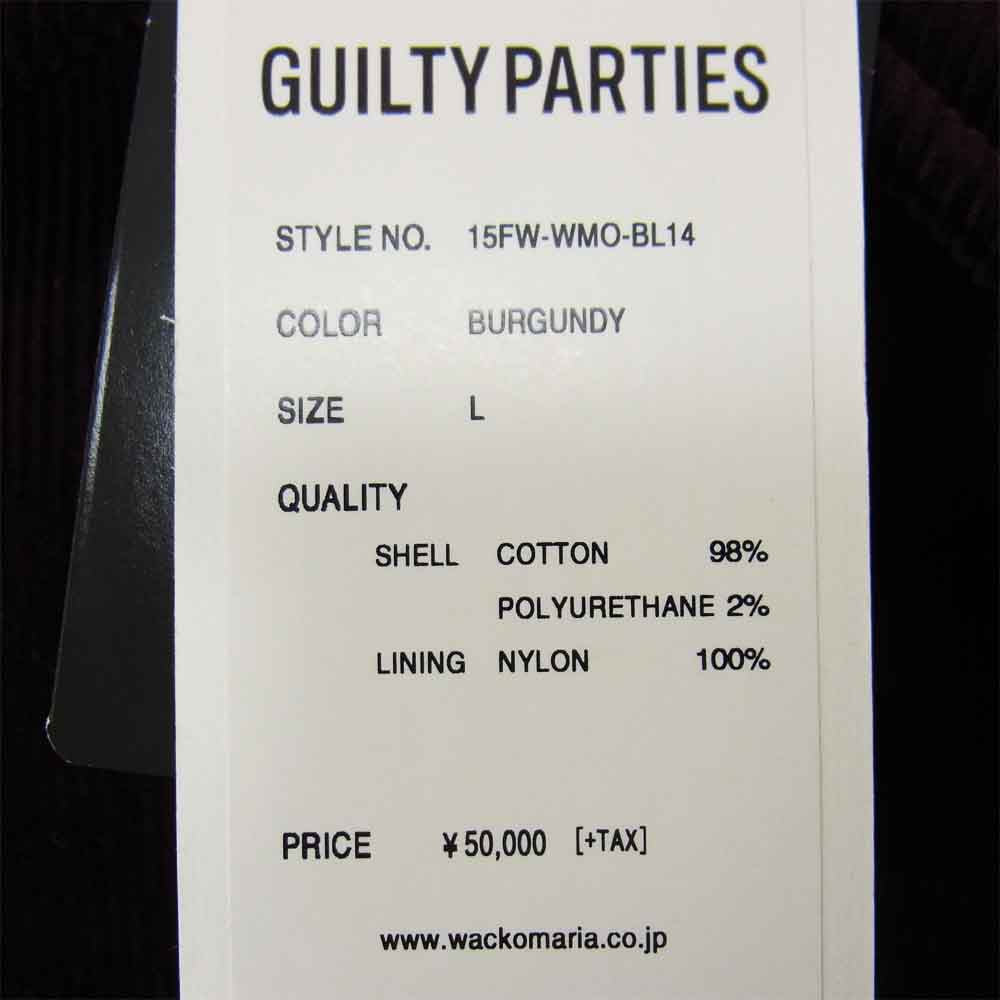 GUILTY PARTIES
STYLE NO. 15FW-WMO-BL14
COLOR BURGUNDY
SIZE L
QUALITY
SHELL COTTON 98%
POLYURETHANE 2%
LINING NYLON 100%
PRICE ¥50,000 [+TAX]
www.wackomaria.co.jp